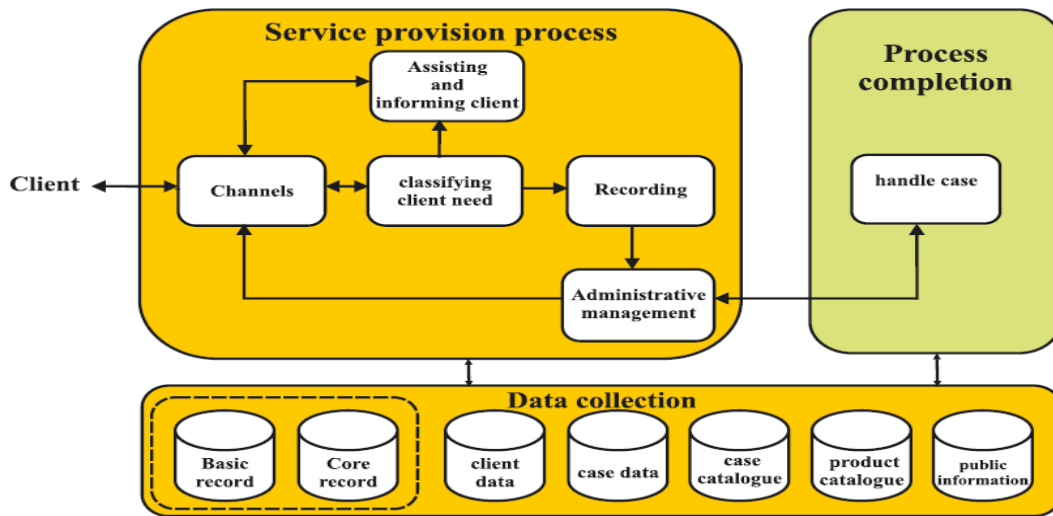 Service provision process
Assisting
and
informing client
Process
completion
Client
Channels
classifying
client need
Recording
handle case
Administrative
management
Data collection
Basic
record
Core
record
client
data
case data
case
catalogue
product
catalogue
public
information